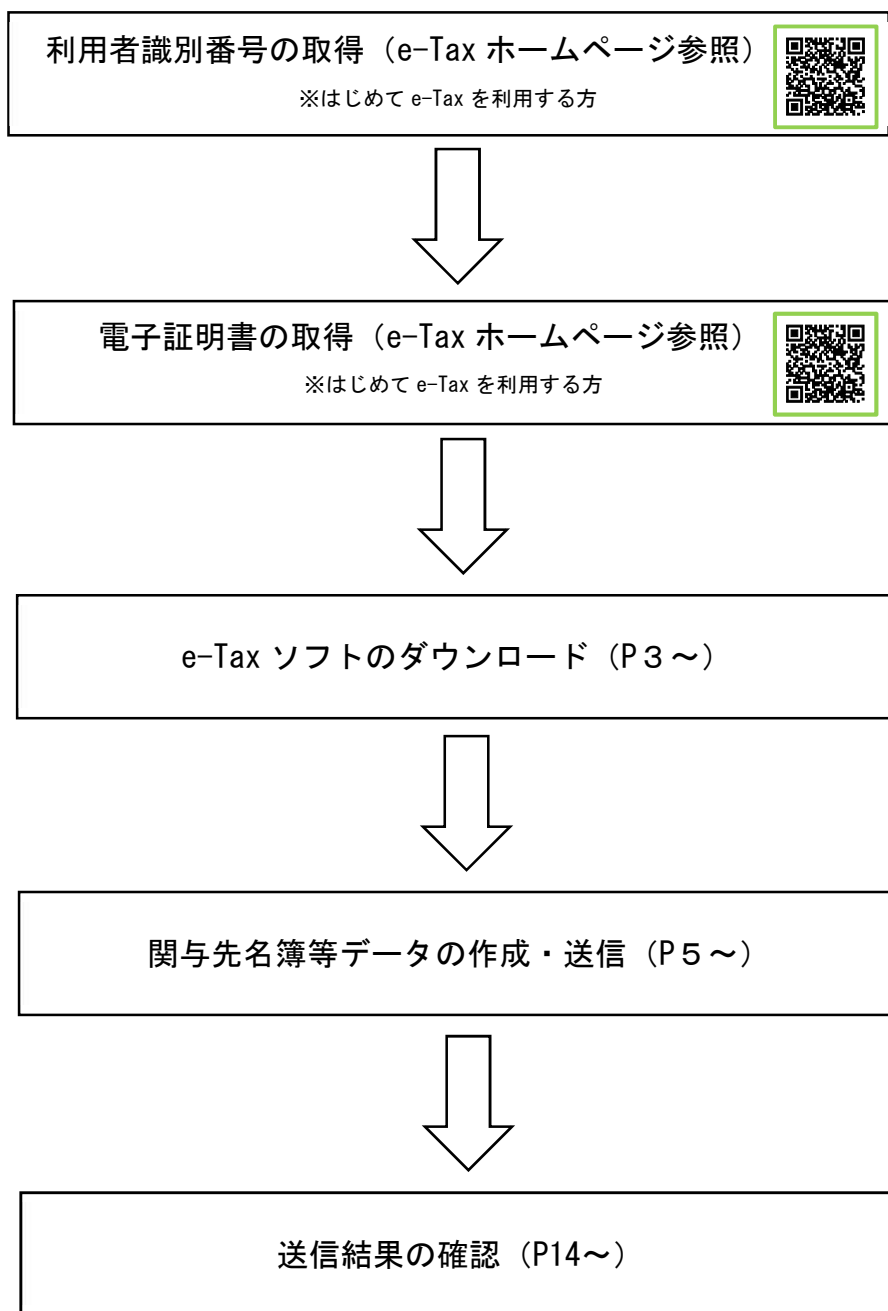 利用者識別番号の取得（e-Tax ホームページ参照）
※はじめて e-Tax を利用する方
電子証明書の取得（e-Tax ホームページ参照）
※はじめて e-Tax を利用する方
e-Tax ソフトのダウンロード（P３～）
関与先名簿等データの作成・送信（P５～）
送信結果の確認（P14～）